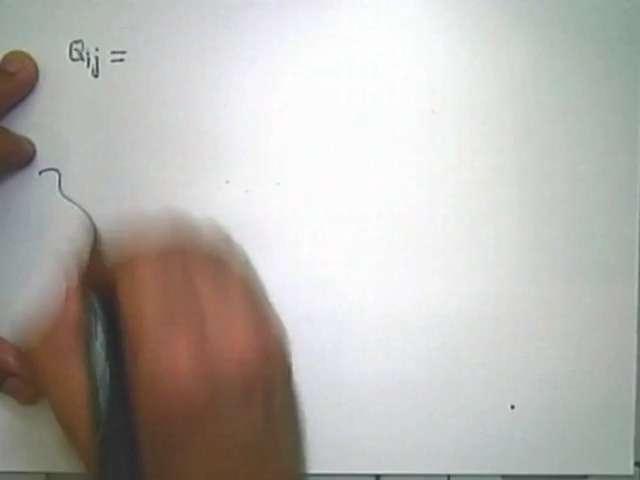 Qij =